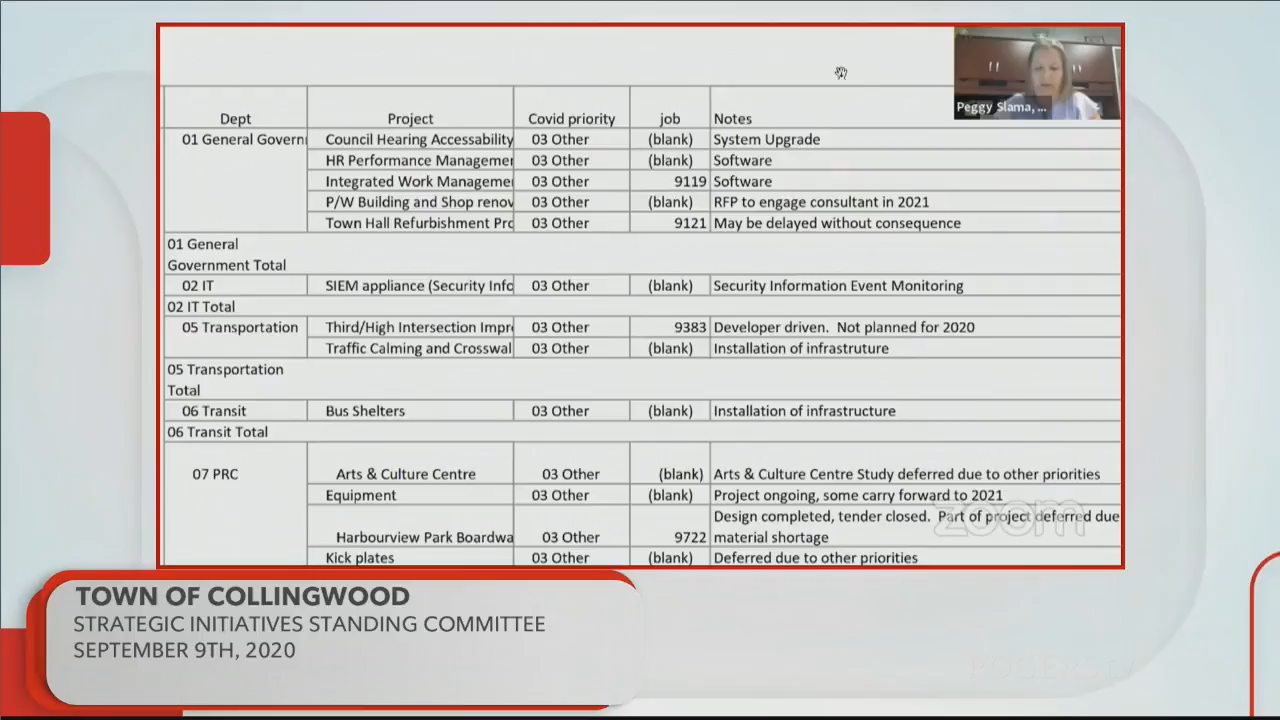 Peggy Slama, ...
Dept Project Covid priority job Notes
01 General Govern Council Hearing Accessability 03 Other (blank) System Upgrade
HR Performance Manageme 03 Other (blank) Software
Integrated Work Manageme 03 Other 9119 Software
P/W Building and Shop renov 03 Other (blank) RFP to engage consultant in 2021
Town Hall Refurbishment Pro 03 Other 9121 May be delayed without consequence
01 General
Government Total
02 IT SIEM appliance (Security Info 03 Other (blank) Security Information Event Monitoring
02 IT Total
05 Transportation Third/High Intersection Impr 03 Other 9383 Developer driven. Not planned for 2020
Traffic Calming and Crosswal 03 Other (blank) Installation of infrastruture
05 Transportation
Total
06 Transit Bus Shelters 03 Other (blank) Installation of infrastructure
06 Transit Total
07 PRC Arts & Culture Centre 03 Other (blank) Arts & Culture Centre Study deferred due to other priorities
Equipment 03 Other (blank) Project ongoing, some carry forward to 2021
Design completed, tender closed. Part of project deferred due
Harbourview Park Boardwa 03 Other 9722 material shortage
zoom
Kick plates 03 Other (blank) Deferred due to other priorities
TOWN OF COLLINGWOOD
STRATEGIC INITIATIVES STANDING COMMITTEE
SEPTEMBER 9TH, 2020